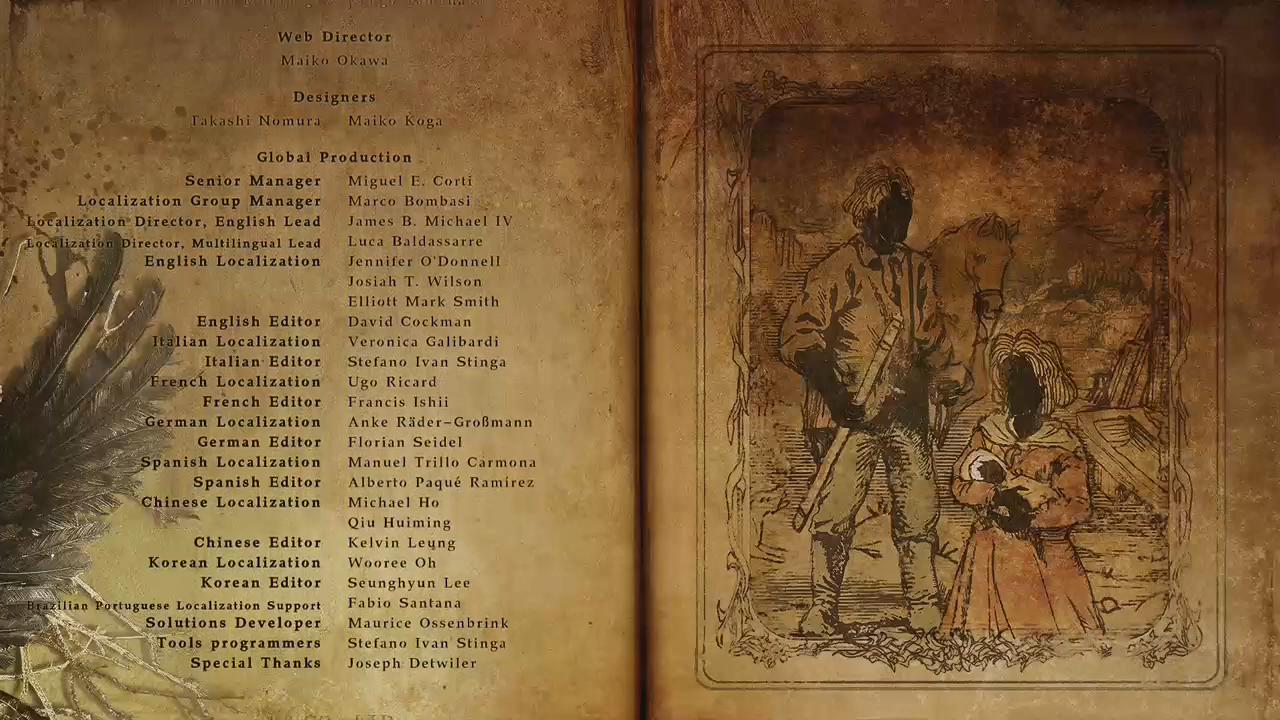 Web Director
Maiko Okawa
Designers
Takashi Nomura Maiko Koga
Global Production
Senior Manager Miguel E. Corti
Localization Group Manager Marco Bombasi
Localization Director, English Lead James B. Michael IV
Localization Director, Multilingual Lead Luca Baldassarre
English Localization Jennifer O'Donnell
Josiah T. Wilson
Elliott Mark Smith
English Editor David Cockman
Italian Localization Veronica Galibardi
Italian Editor Stefano Ivan Stinga
French Localization Ugo Ricard
French Editor Francis Ishii
German Localization Anke Räder-Großmann
German Editor Florian Seidel
Spanish Localization Manuel Trillo Carmona
Spanish Editor Alberto Paqué Ramírez
Chinese Localization Michael Ho
Qiu Huiming
Chinese Editor Kelvin Leung
Korean Localization Wooree Oh
Korean Editor Seunghyun Lee
Brazilian Portuguese Localization Support Fabio Santana
Solutions Developer Maurice Ossenbrink
Tools programmers Stefano Ivan Stinga
Special Thanks Joseph Detwiler